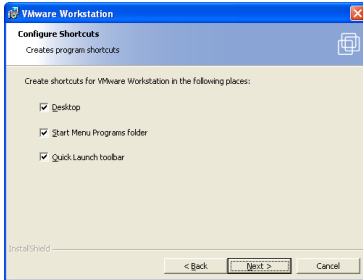 VMware Workstation
Configure Shortcuts
Creates program shortcuts
Create shortcuts for VMware Workstation in the following places:
Desktop
Start Menu Programs folder
Quick Launch toolbar
InstallShield
< Back Next > Cancel